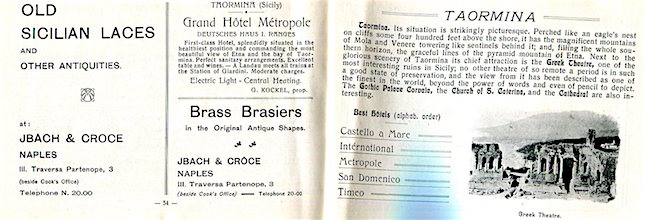 OLD
SICILIAN LACES
AND
OTHER ANTIQUITIES.
at:
JBACH & CROCE
NAPLES
III. Traversa Partenope, 3
(beside Cook's Office)
Telephone N. 20.00
— 54 —
TAORMINA (Sicily)
Grand Hôtel Métropole
DEUTSCHES HAUS I. RANGES
First-class Hotel, splendidly situated in the
healthiest position and commanding the most
beautiful view of Etna and the bay of Taor-
mina. Perfect sanitary arrangements. Excellent
table and wines. — A Landau meets all trains at
the Station of Giardini. Moderate charges.
Electric Light - Central Heating.
O. KOCKEL, prop.
Brass Brasiers
in the Original Antique Shapes.
JBACH & CRÖCE
NAPLES
III. Traversa Partenope, 3
(beside Cook's Office) — Telephone 20-00
TAORMINA
Taormina. Its situation is strikingly picturesque. Perched like an eagle's nest
on cliffs some four hundred feet above the shore, it has the magnificent mountains
of Mola and Venere towering like sentinels behind it; and, filling the whole sou-
thern horizon, the graceful lines of the pyramid mountain of Etna. Next to the
glorious scenery of Taormina its chief attraction is the Greek Theatre, one of the
most interesting ruins in Sicily; no other theatre of so remote a period is in such
a good state of preservation, and the view from it has been described as one of
the finest in the world, beyond the power of words and even of pencil to depict.
The Gothic Palace Corvaia, the Church of S. Caterina, and the Cathedral are also in-
teresting.
Best Hôtels (alphab. order)
Castello a Mare
International
Metropole
San Domenico
Timeo
Greek Theatre.